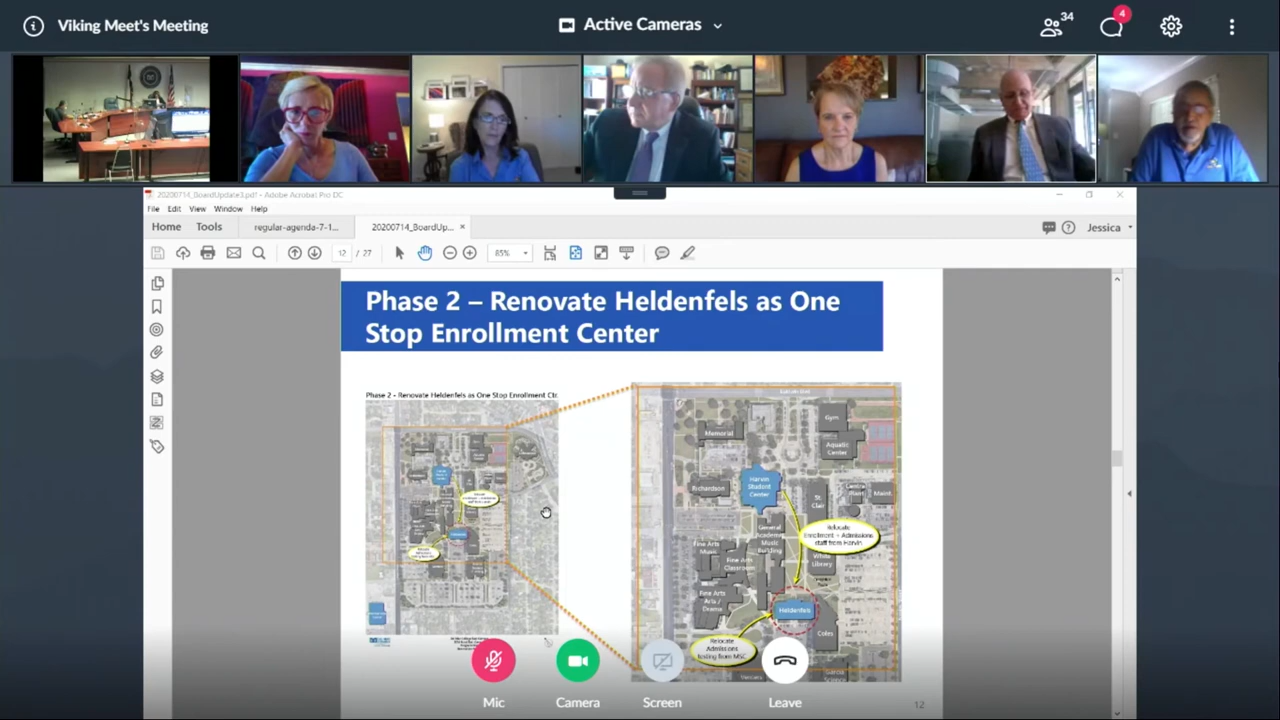 Viking Meet's Meeting
Active Cameras
34
4
20200714_BoardUpdate3.pdf - Adobe Acrobat Pro DC
File Edit View Window Help
Home Tools regular-agenda-7-1... 20200714_BoardUp... ×
Jessica
12 / 27
85%
Phase 2 – Renovate Heldenfels as One
Stop Enrollment Center
Phase 2 - Renovate Heldenfels as One Stop Enrollment Ctr.
Memorial
Gym
Aquatic
Center
Richardson
Harvin
Student
Center
St.
Clair
Central
Plant
Maint.
General
Academic
Music
Building
Relocate
Enrollment - Admissions
staff from Harvin
Fine Arts
Music
Fine Arts
Classroom
White
Library
Fine Arts
Arts /
Drama
Heldenfels
Coles
Relocate
Admissions
testing from MSC
Mic
Camera
Screen
Leave
12